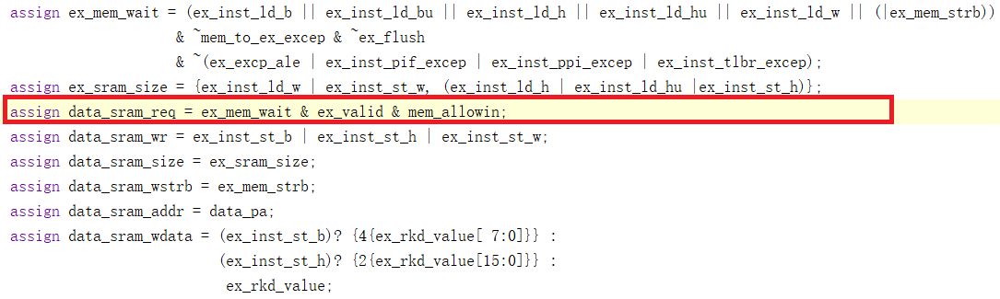 assign ex_mem_wait = (ex_inst_ld_b || ex_inst_ld_bu || ex_inst_ld_h || ex_inst_ld_hu || ex_inst_ld_w || (|ex_mem_strb))
& ~mem_to_ex_excep & ~ex_flush
& ~(ex_excp_ale | ex_inst_pif_excep | ex_inst_ppi_excep | ex_inst_tlbr_excep);
assign ex_sram_size = {ex_inst_ld_w | ex_inst_st_w, (ex_inst_ld_h | ex_inst_ld_hu |ex_inst_st_h)};
assign data_sram_req = ex_mem_wait & ex_valid & mem_allowin;
assign data_sram_wr = ex_inst_st_b | ex_inst_st_h | ex_inst_st_w;
assign data_sram_size = ex_sram_size;
assign data_sram_wstrb = ex_mem_strb;
assign data_sram_addr = data_pa;
assign data_sram_wdata = (ex_inst_st_b)? {4{ex_rkd_value[ 7:0]}} :
(ex_inst_st_h)? {2{ex_rkd_value[15:0]}} :
ex_rkd_value;